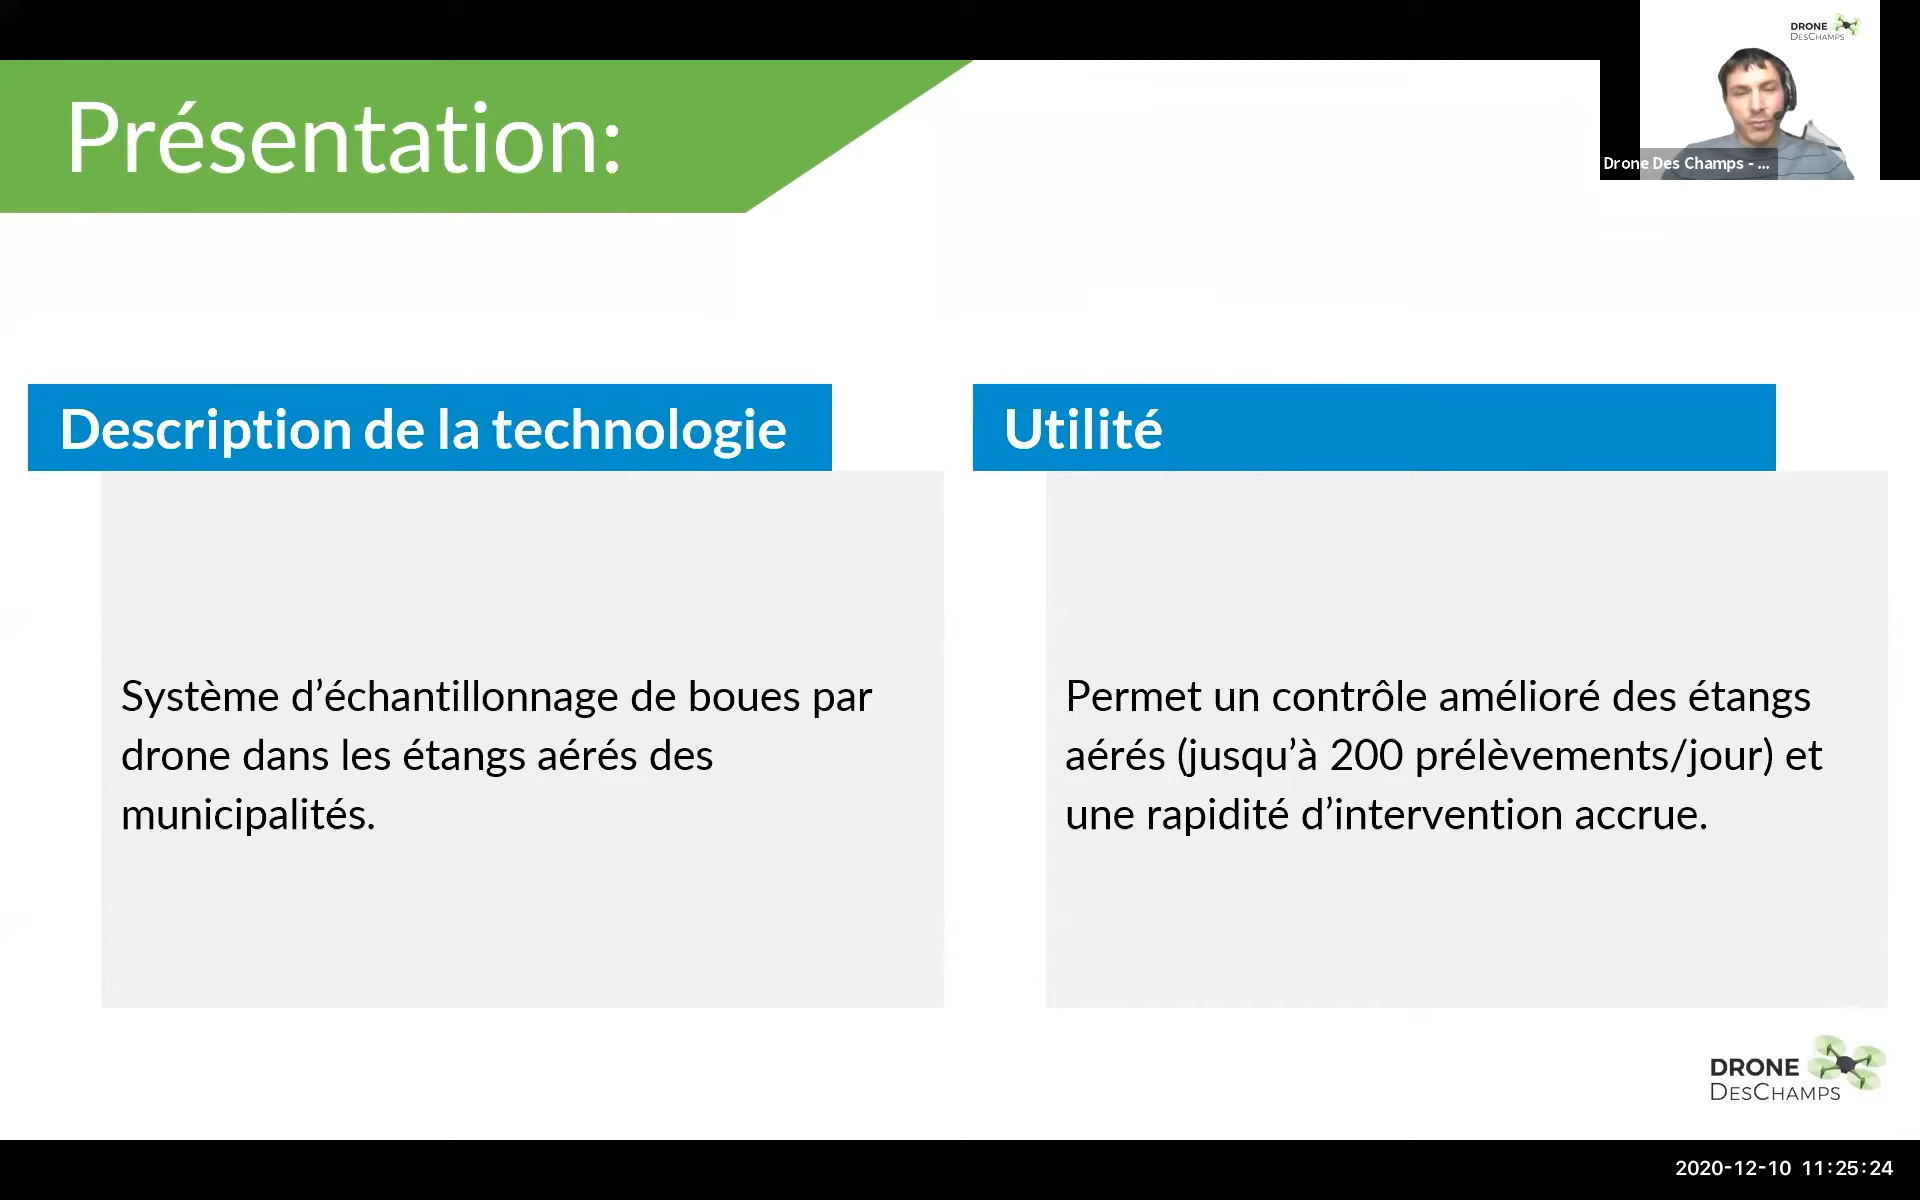 DRONE
DESCHAMPS
Drone Des Champs - ...
Présentation:
Description de la technologie
Système d’échantillonnage de boues par
drone dans les étangs aérés des
municipalités.
Utilité
Permet un contrôle amélioré des étangs
aérés (jusqu’à 200 prélèvements/jour) et
une rapidité d’intervention accrue.
DRONE
DESCHAMPS
2020-12-10 11:25:24